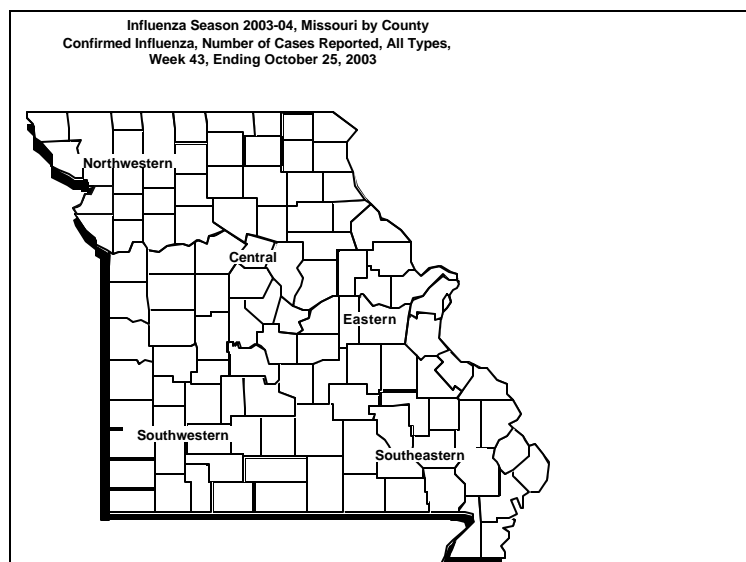 Influenza Season 2003-04, Missouri by County
Confirmed Influenza, Number of Cases Reported, All Types,
Week 43, Ending October 25, 2003
Northwestern
Central
Eastern
Southwestern
Southeastern